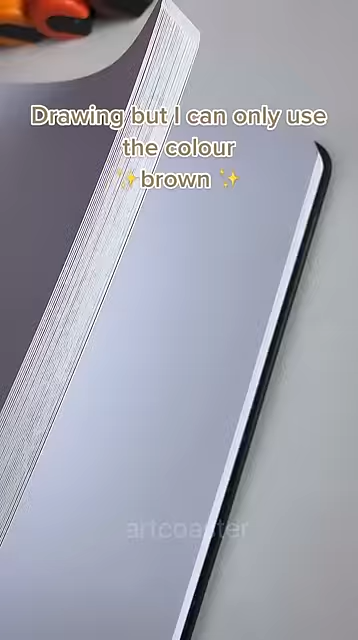 Drawing but I can only use
the colour
✨brown ✨
artcoaster